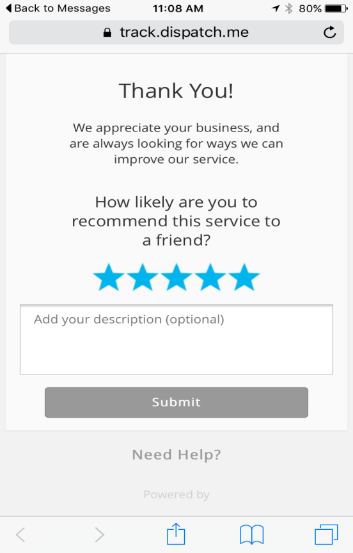 Back to Messages 11:08 AM 80%
track.dispatch.me
Thank You!
We appreciate your business, and
are always looking for ways we can
improve our service.
How likely are you to
recommend this service to
a friend?
Add your description (optional)
Submit
Need Help?
Powered by